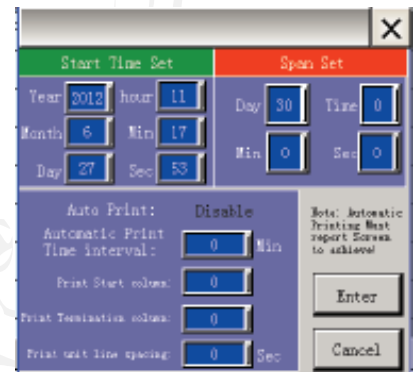 X
Start Time Set
Span Set
Year 2012 hour 11
Month 6 Min 17
Day 27 Sec 53
Day 30 Time 0
Min 0 Sec 0
Auto Print: Disable
Automatic Print
Time interval: 0 Min
Print Start column: 0
Print Termination column: 0
Print unit line spacing: 0 Sec
Note: Automatic
Printing Must
report Screen
to achieve!
Enter
Cancel